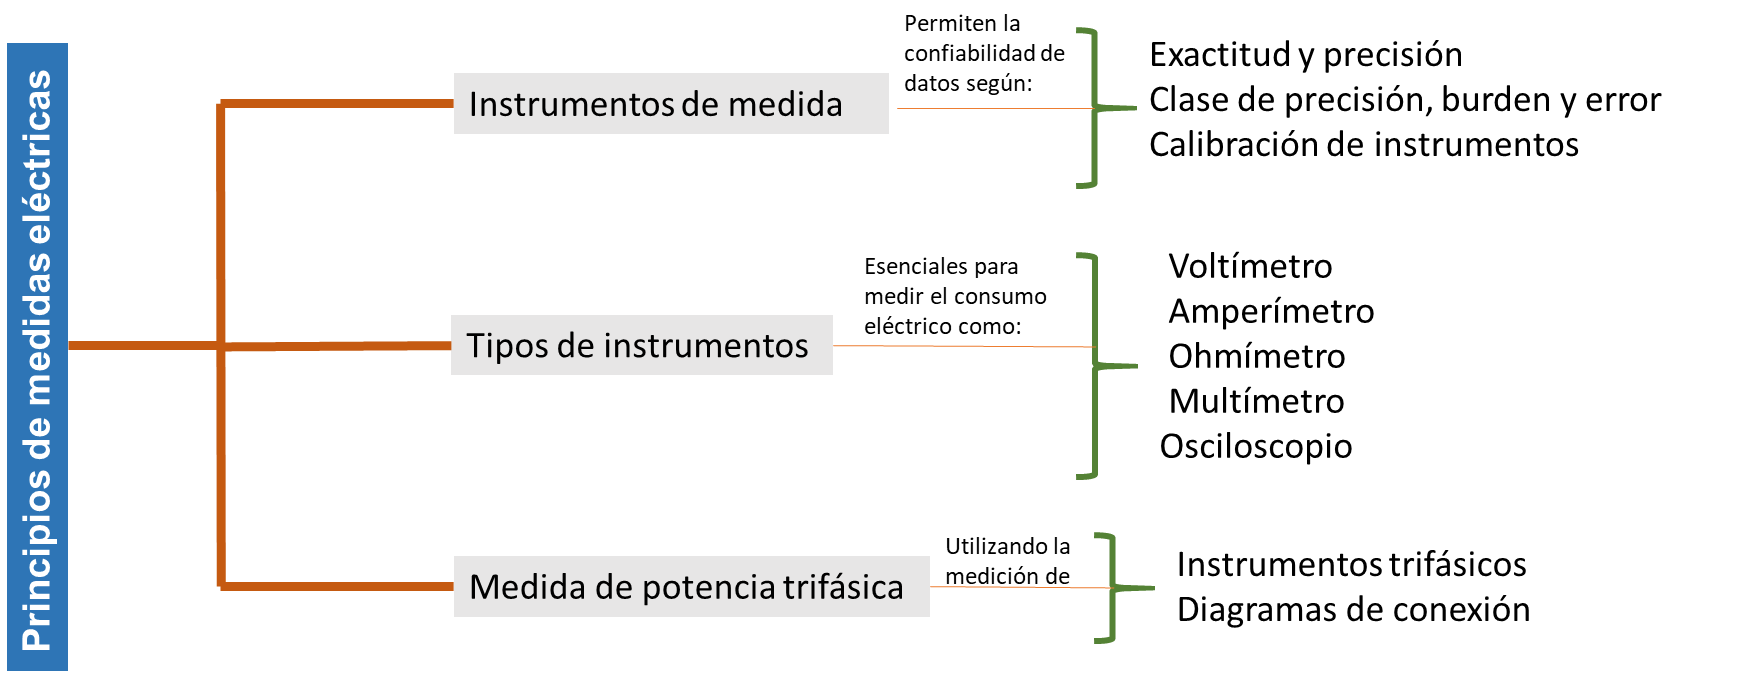 Principios de medidas eléctricas
Instrumentos de medida
Permiten la
confiabilidad de
datos según:
Exactitud y precisión
Clase de precisión, burden y error
Calibración de instrumentos
Tipos de instrumentos
Esenciales para
medir el consumo
eléctrico como:
Voltímetro
Amperímetro
Ohmímetro
Multímetro
Osciloscopio
Medida de potencia trifásica
Utilizando la
medición de
Instrumentos trifásicos
Diagramas de conexión